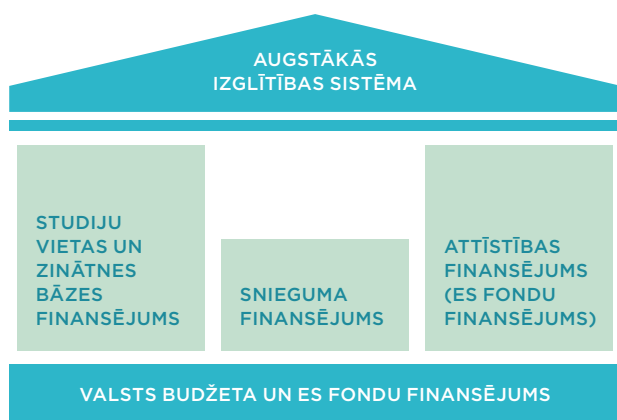 AUGSTĀKĀS
IZGLĪTĪBAS SISTĒMA
STUDIJU
VIETAS UN
ZINĀTNES
BĀZES
FINANSĒJUMS
SNIEGUMA
FINANSĒJUMS
ATTĪSTĪBAS
FINANSĒJUMS
(ES FONDU
FINANSĒJUMS)
VALSTS BUDŽETA UN ES FONDU FINANSĒJUMS